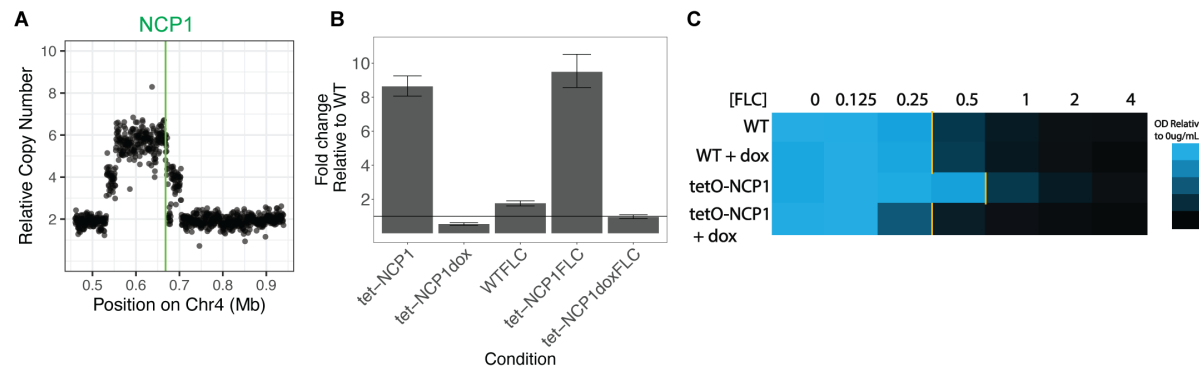 A
NCP1
Relative Copy Number
10
8
6
4
2
0.5 0.6 0.7 0.8 0.9
Position on Chr4 (Mb)
B
Fold change
Relative to WT
10
8
6
4
2
tet-NCP1
tet-NCP1dox
WTFLC
tet-NCP1FLC
tet-NCP1doxFLC
Condition
C
[FLC] 0 0.125 0.25 0.5 1 2 4
WT
WT + dox
tetO-NCP1
tetO-NCP1
+ dox
OD Relative
to 0ug/mL